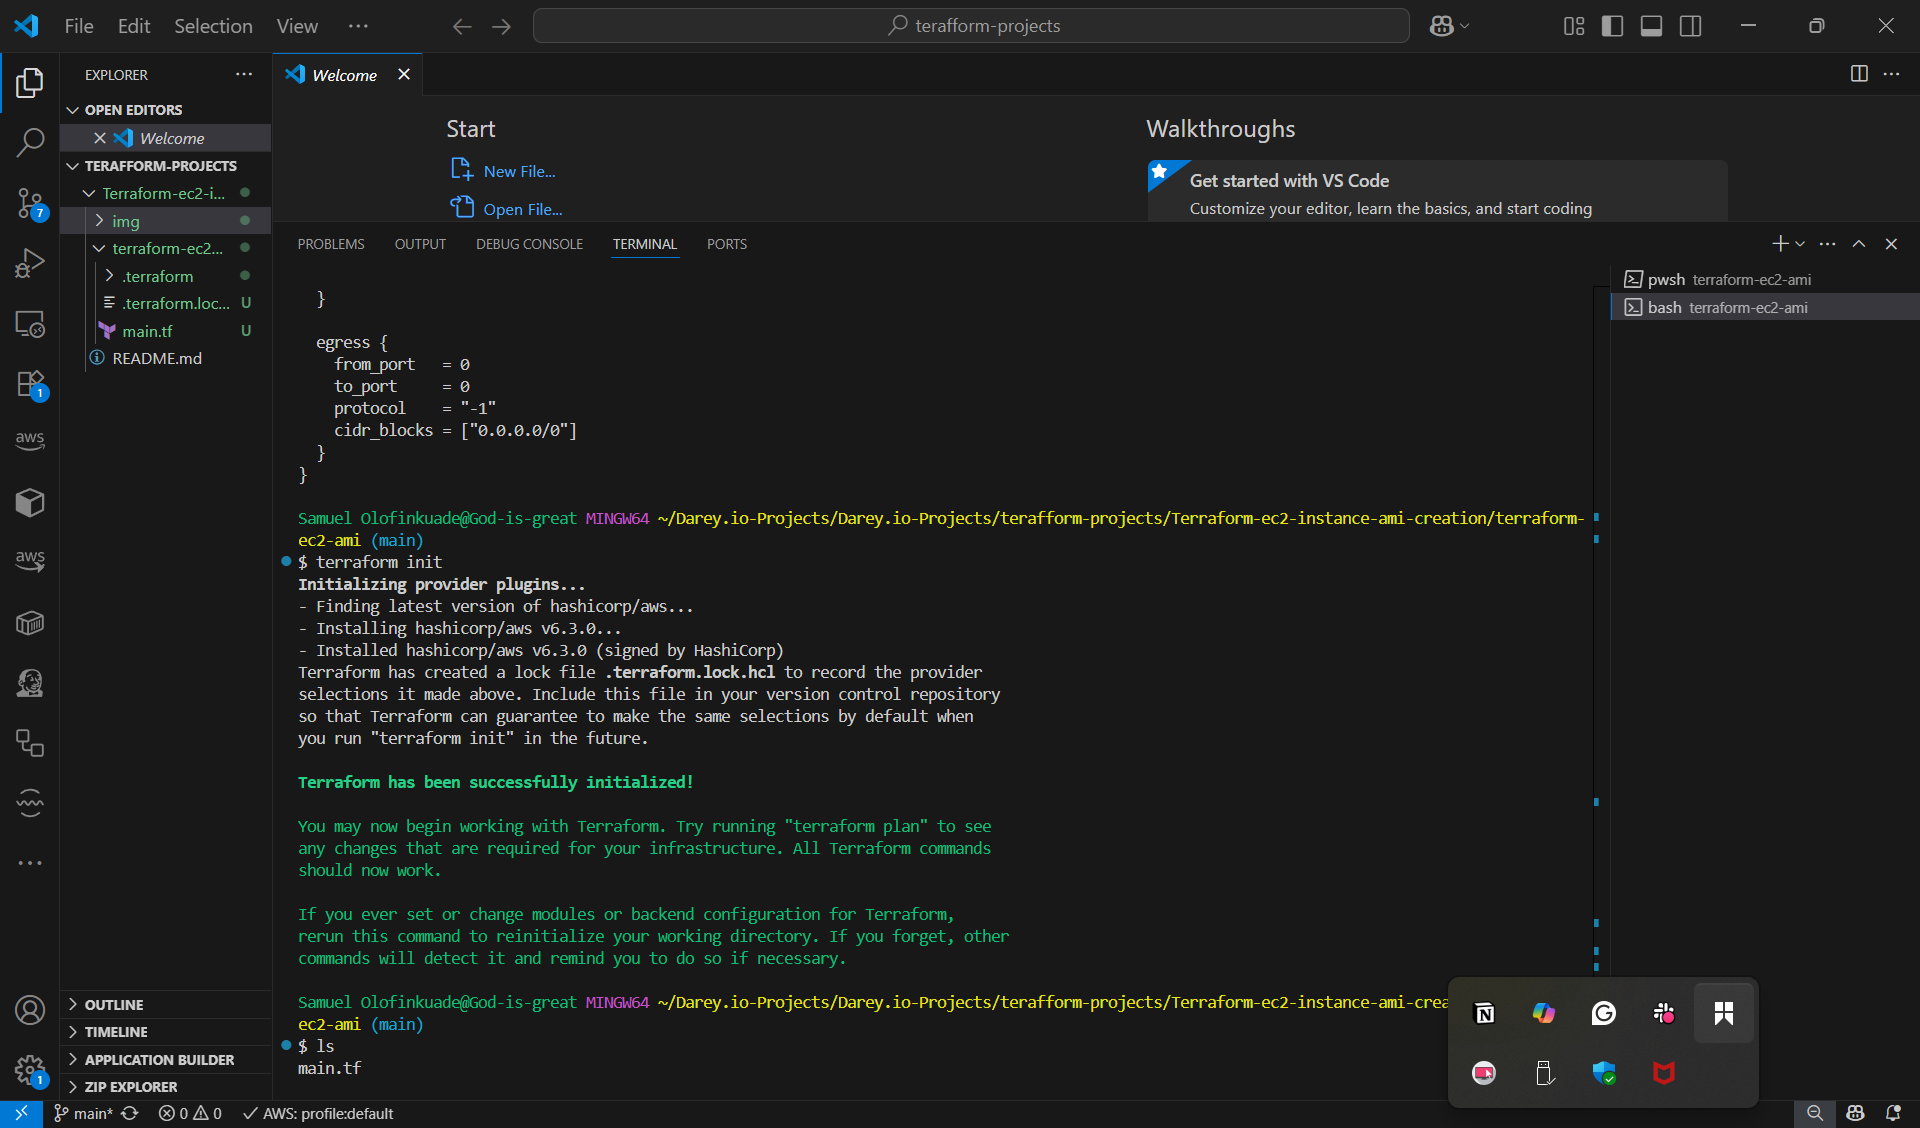 File Edit Selection View ···
terafform-projects
EXPLORER ···
OPEN EDITORS
Welcome
TERAFFORM-PROJECTS
Terraform-ec2-i...
img
terraform-ec2...
.terraform
.terraform.loc... U
main.tf U
README.md
OUTLINE
TIMELINE
APPLICATION BUILDER
ZIP EXPLORER
7
1
aws
aws
1
Welcome
Start
New File...
Open File...
Walkthroughs
Get started with VS Code
Customize your editor, learn the basics, and start coding
PROBLEMS OUTPUT DEBUG CONSOLE TERMINAL PORTS
pwsh terraform-ec2-ami
bash terraform-ec2-ami
}
egress {
from_port = 0
to_port = 0
protocol = "-1"
cidr_blocks = ["0.0.0.0/0"]
}
}
Samuel Olofinkuade@God-is-great MINGW64 ~/Darey.io-Projects/Darey.io-Projects/terafform-projects/Terraform-ec2-instance-ami-creation/terraform-
ec2-ami (main)
$ terraform init
Initializing provider plugins...
- Finding latest version of hashicorp/aws...
- Installing hashicorp/aws v6.3.0...
- Installed hashicorp/aws v6.3.0 (signed by HashiCorp)
Terraform has created a lock file .terraform.lock.hcl to record the provider
selections it made above. Include this file in your version control repository
so that Terraform can guarantee to make the same selections by default when
you run "terraform init" in the future.
Terraform has been successfully initialized!
You may now begin working with Terraform. Try running "terraform plan" to see
any changes that are required for your infrastructure. All Terraform commands
should now work.
If you ever set or change modules or backend configuration for Terraform,
rerun this command to reinitialize your working directory. If you forget, other
commands will detect it and remind you to do so if necessary.
Samuel Olofinkuade@God-is-great MINGW64 ~/Darey.io-Projects/Darey.io-Projects/terafform-projects/Terraform-ec2-instance-ami-crea
ec2-ami (main)
$ ls
main.tf
main* 0 0 AWS: profile:default